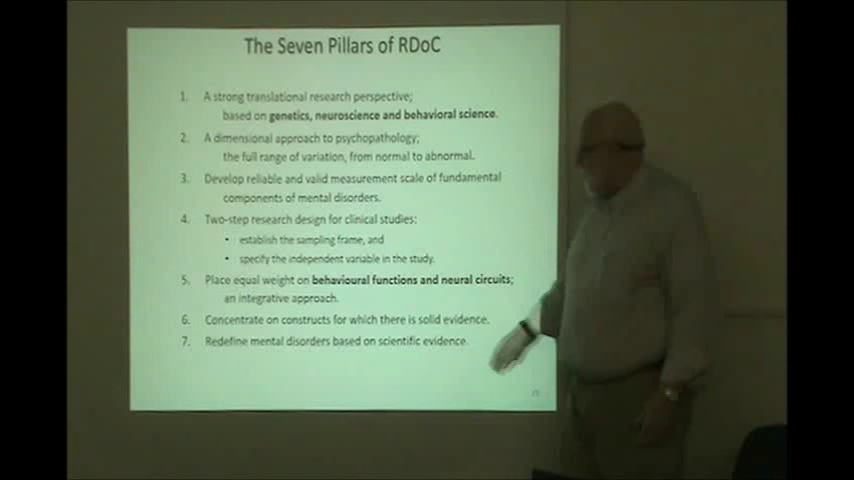 The Seven Pillars of RDoC
1. A strong translational research perspective;
based on genetics, neuroscience and behavioral science.
2. A dimensional approach to psychopathology;
the full range of variation, from normal to abnormal.
3. Develop reliable and valid measurement scale of fundamental
components of mental disorders.
4. Two-step research design for clinical studies:
• establish the sampling frame, and
• specify the independent variable in the study.
5. Place equal weight on behavioural functions and neural circuits;
an integrative approach.
6. Concentrate on constructs for which there is solid evidence.
7. Redefine mental disorders based on scientific evidence.